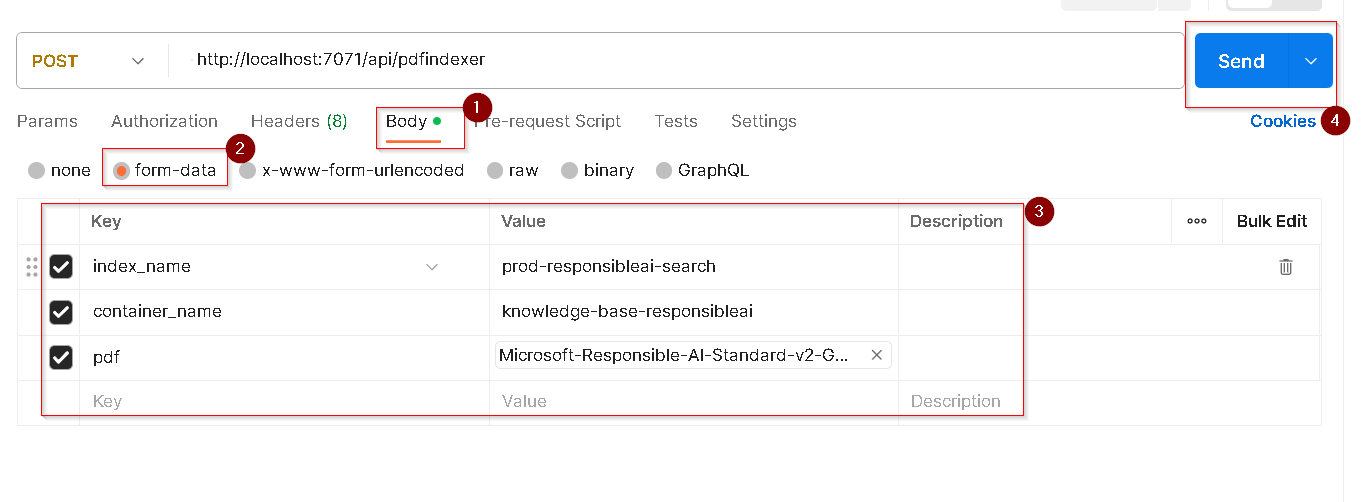 POST http://localhost:7071/api/pdfindexer Send
1
Params Authorization Headers (8) Body Pre-request Script Tests Settings Cookies 4
2
none form-data x-www-form-urlencoded raw binary GraphQL
3
Key Value Description ••• Bulk Edit
index_name prod-responsibleai-search
container_name knowledge-base-responsibleai
pdf Microsoft-Responsible-AI-Standard-v2-G...
Key Value Description